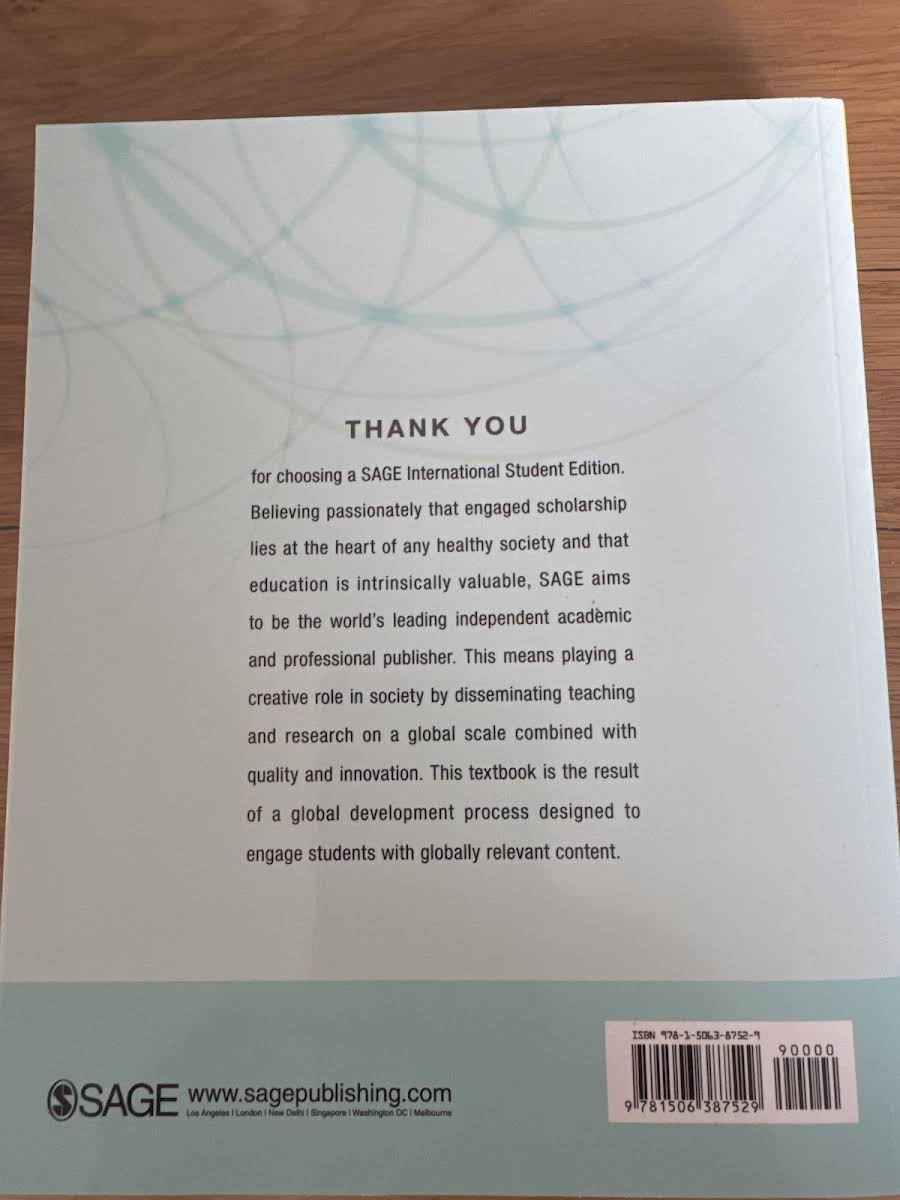 THANK YOU
for choosing a SAGE International Student Edition.
Believing passionately that engaged scholarship
lies at the heart of any healthy society and that
education is intrinsically valuable, SAGE aims
to be the world's leading independent academic
and professional publisher. This means playing a
creative role in society by disseminating teaching
and research on a global scale combined with
quality and innovation. This textbook is the result
of a global development process designed to
engage students with globally relevant content.
ISBN 978-1-5063-8752-9
90000
9 781506 387529
SAGE www.sagepublishing.com
Los Angeles | London | New Delhi | Singapore | Washington DC | Melbourne